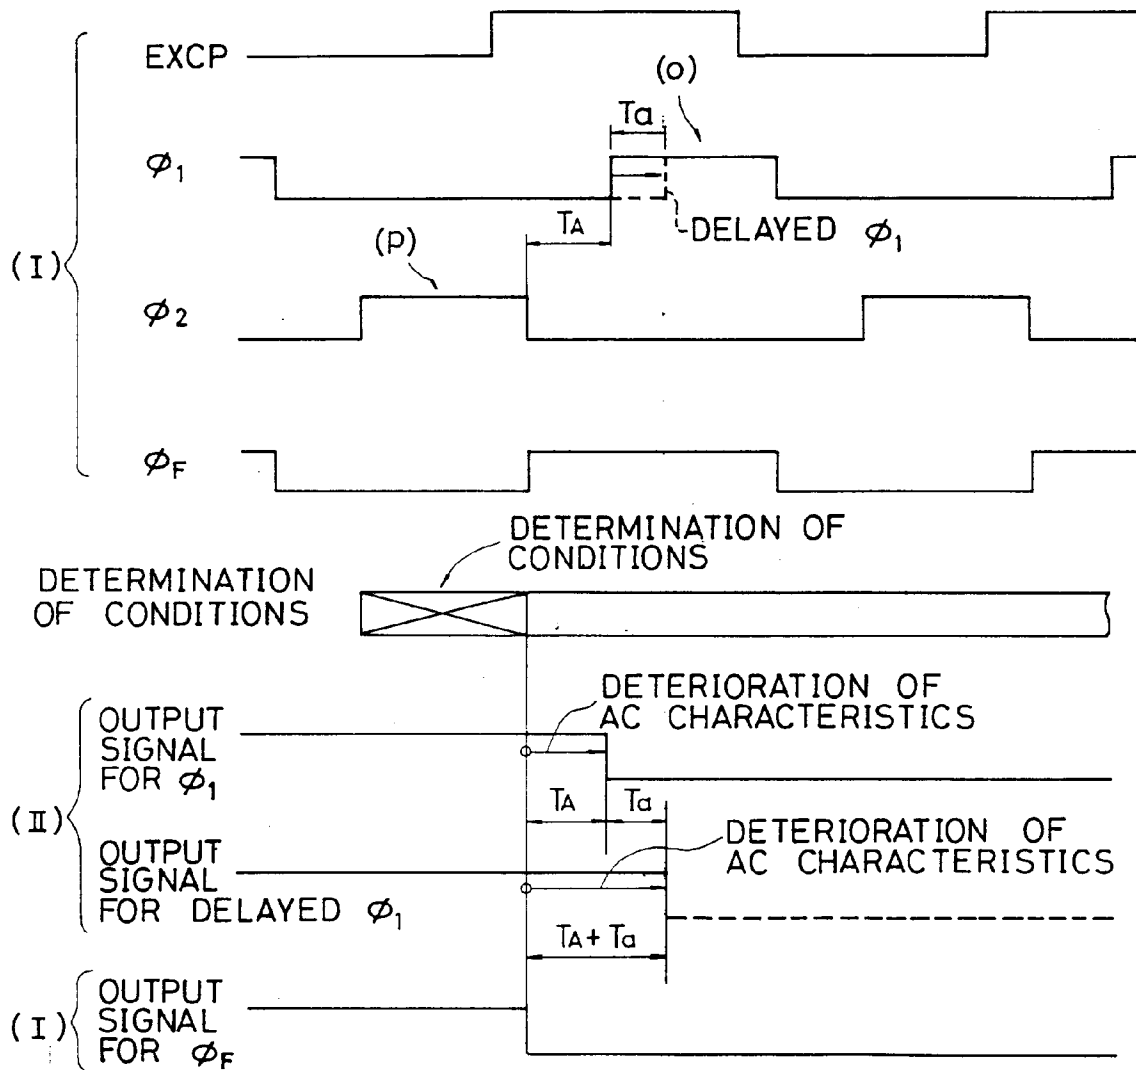 EXCP
(o)
Ta
φ1
TA
DELAYED φ1
(p)
(I)
φ2
φF
DETERMINATION OF
CONDITIONS
DETERMINATION
OF CONDITIONS
DETERIORATION OF
AC CHARACTERISTICS
OUTPUT
SIGNAL
FOR φ1
TA
Ta
(II)
DETERIORATION OF
AC CHARACTERISTICS
OUTPUT
SIGNAL
FOR DELAYED φ1
TA + Ta
OUTPUT
SIGNAL
FOR φF
(I)